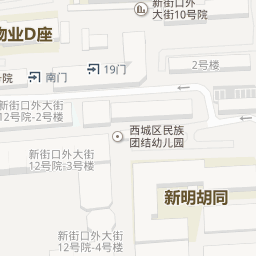 新街口外
大街10号院
物业D座
2号楼
19门
号院
南门
新街口外大街
12号院-2号楼
西城区民族
团结幼儿园
新街口外大街
12号院-3号楼
新明胡同
新街口外大街
12号院-4号楼